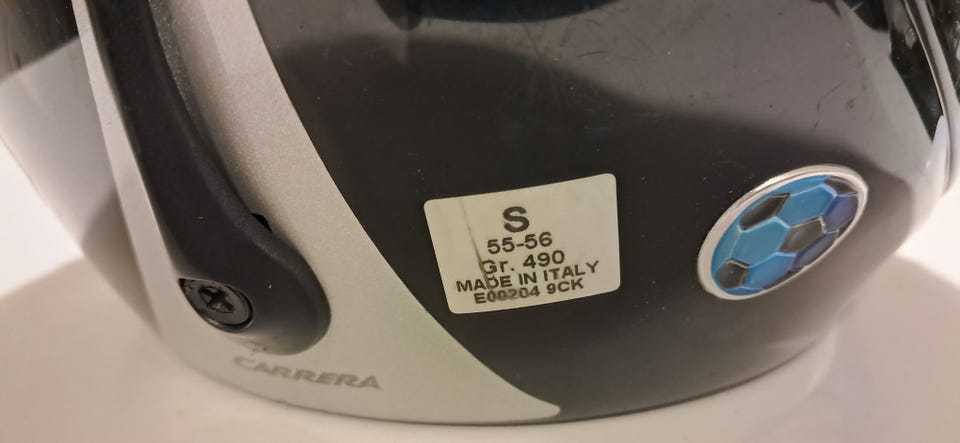 S
55-56
Gr. 490
MADE IN ITALY
E00204 9CK
CARRERA